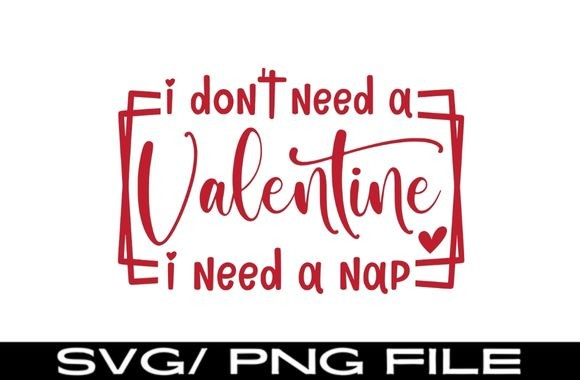 i don't need a
Valentine
i need a nap
SVG/ PNG FILE